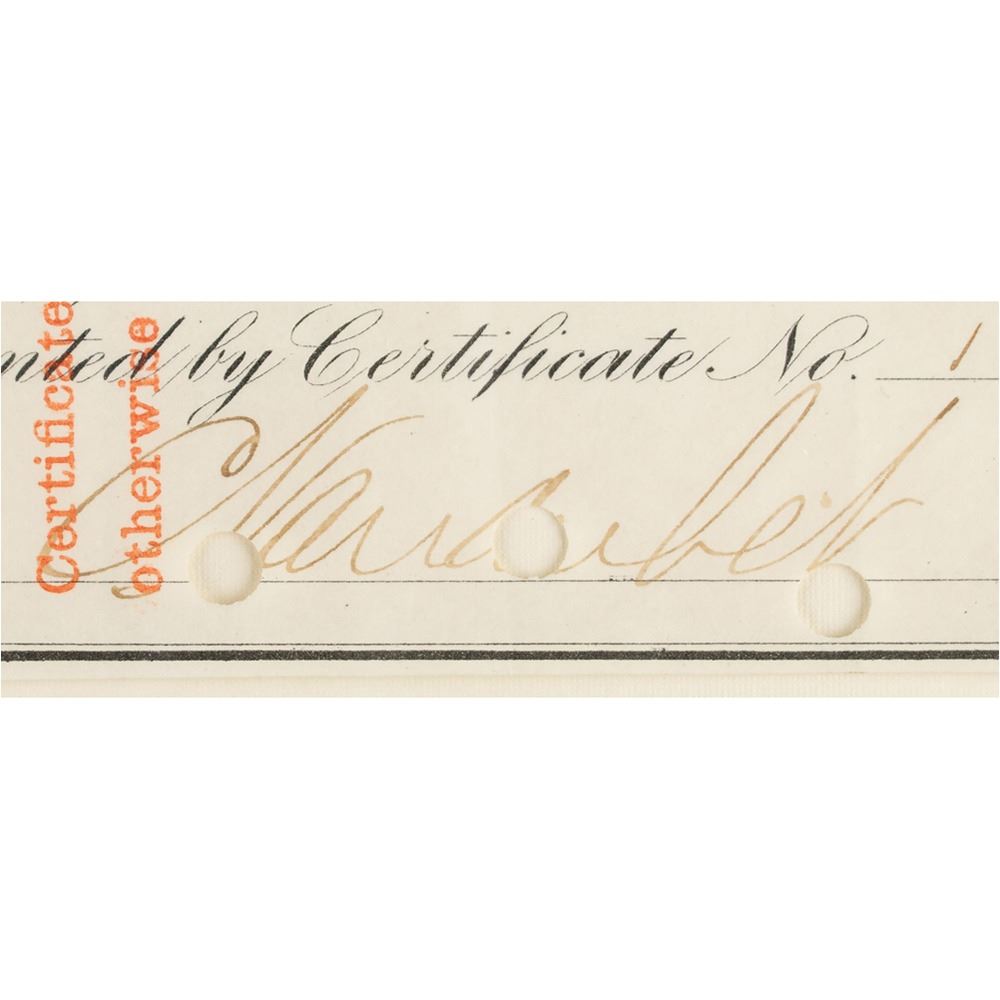 nted by Certificate No. 1
Certificate
otherwise